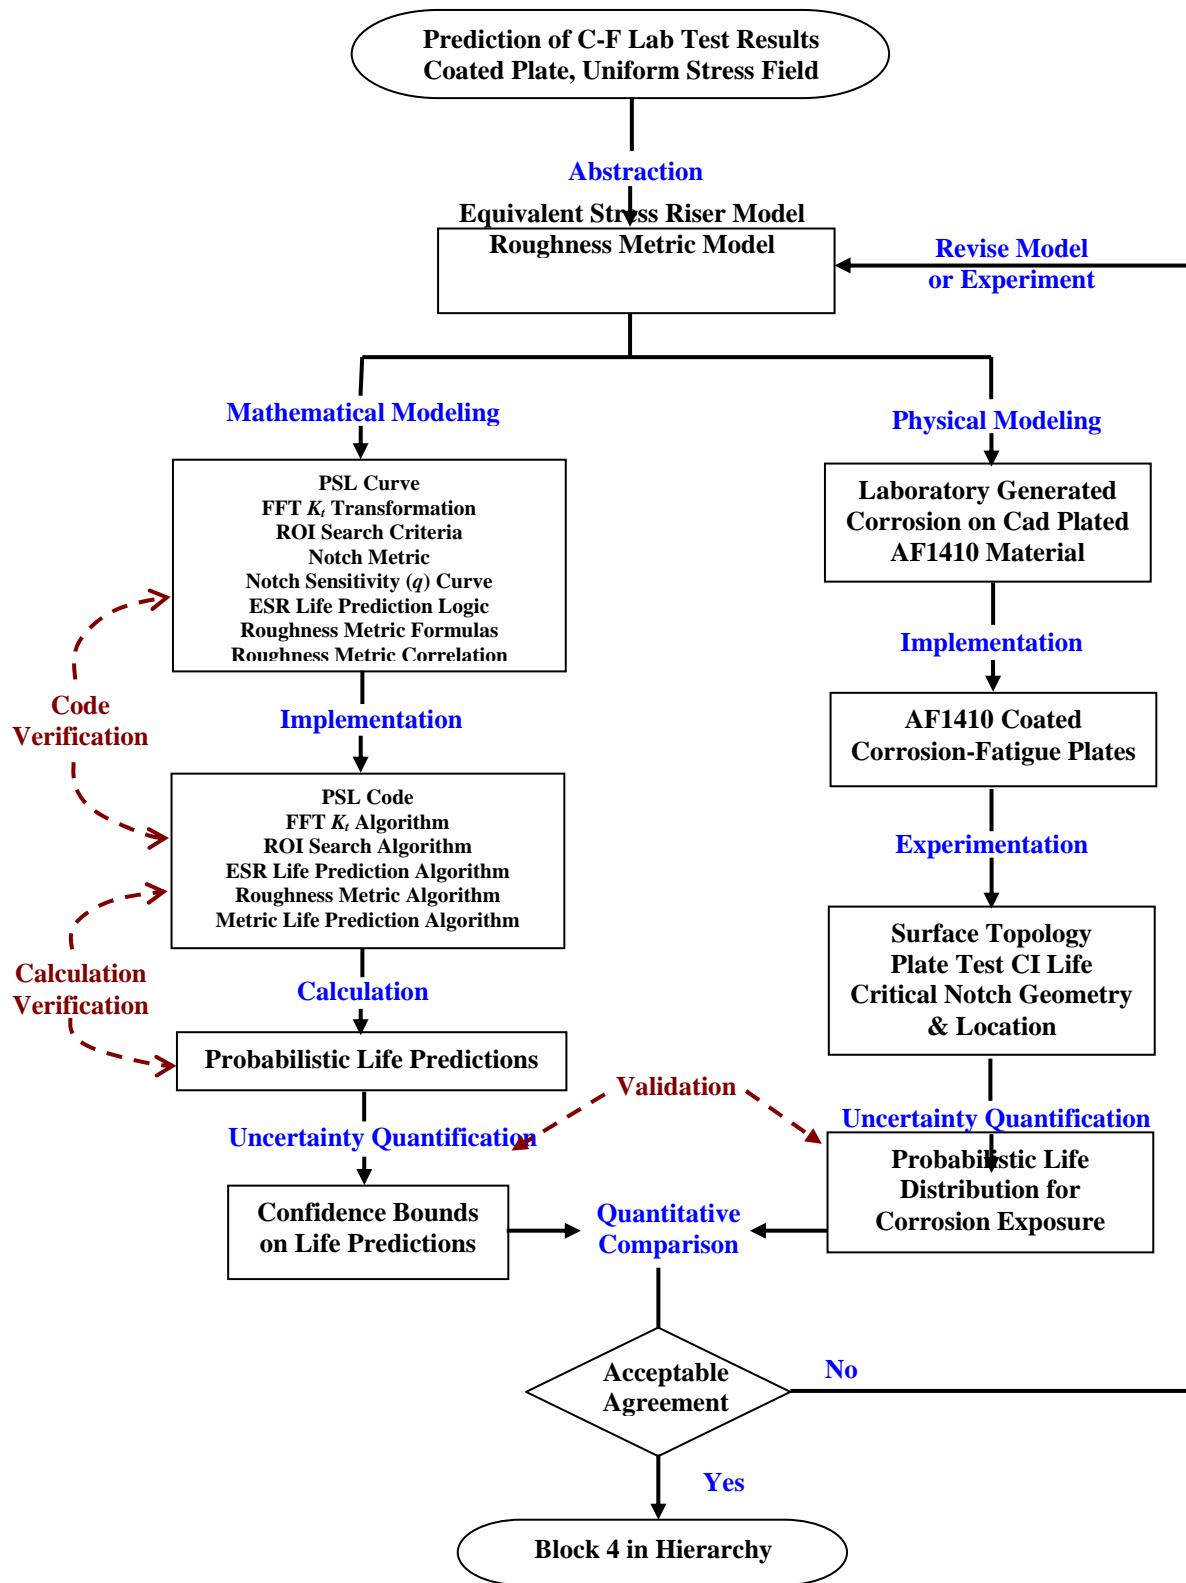 Prediction of C-F Lab Test Results
Coated Plate, Uniform Stress Field
Abstraction
Equivalent Stress Riser Model
Roughness Metric Model
Revise Model
or Experiment
Mathematical Modeling
Physical Modeling
PSL Curve
FFT Kt Transformation
ROI Search Criteria
Notch Metric
Notch Sensitivity (q) Curve
ESR Life Prediction Logic
Roughness Metric Formulas
Roughness Metric Correlation
Laboratory Generated
Corrosion on Cad Plated
AF1410 Material
Code
Verification
Implementation
Implementation
AF1410 Coated
Corrosion-Fatigue Plates
PSL Code
FFT Kt Algorithm
ROI Search Algorithm
ESR Life Prediction Algorithm
Roughness Metric Algorithm
Metric Life Prediction Algorithm
Experimentation
Calculation
Verification
Calculation
Surface Topology
Plate Test CI Life
Critical Notch Geometry
& Location
Probabilistic Life Predictions
Validation
Uncertainty Quantification
Uncertainty Quantification
Confidence Bounds
on Life Predictions
Quantitative
Comparison
Probabilistic Life
Distribution for
Corrosion Exposure
Acceptable
Agreement
No
Yes
Block 4 in Hierarchy